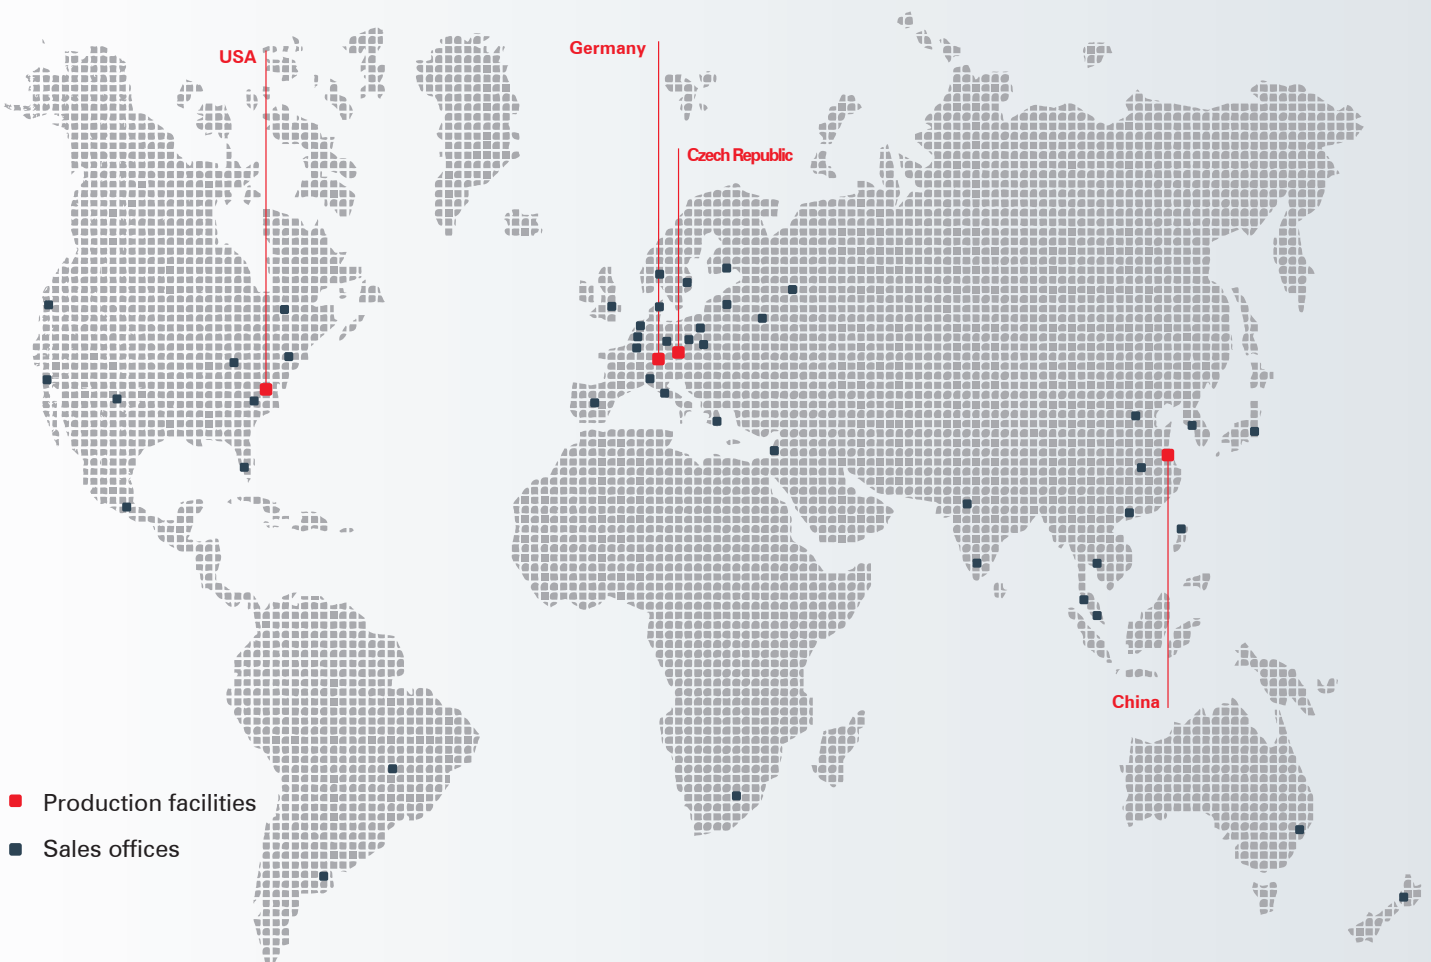 USA
Germany
Czech Republic
China
Production facilities
Sales offices